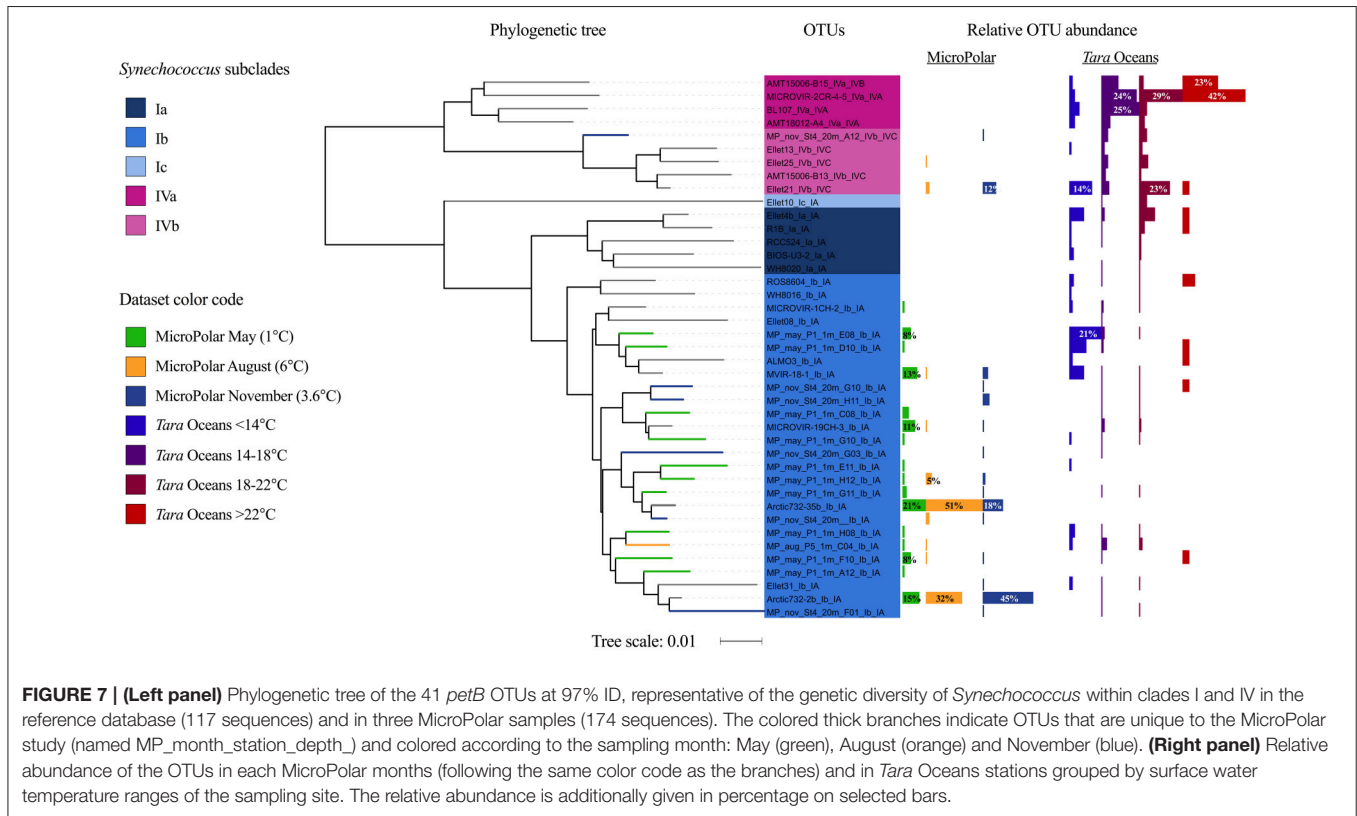 Phylogenetic tree
OTUs
Relative OTU abundance
MicroPolar
Tara Oceans
Synechococcus subclades
Ia
Ib
Ic
IVa
IVb
Dataset color code
MicroPolar May (1°C)
MicroPolar August (6°C)
MicroPolar November (3.6°C)
Tara Oceans <14°C
Tara Oceans 14-18°C
Tara Oceans 18-22°C
Tara Oceans >22°C
AMT15006-B15_IVa_IVB
23%
MICROVIR-2CR-4-5_IVa_IVA
24% 29% 42%
BL107_IVa_IVA
25%
AMT18012-A4_IVa_IVA
MP_nov_St4_20m_A12_IVb_IVC
Ellet13_IVb_IVC
Ellet25_IVb_IVC
AMT15006-B13_IVb_IVC
Ellet21_IVb_IVC
12% 14% 23%
Ellet10_Ic_IA
Ellet4b_Ia_IA
R1B_Ia_IA
RCC524_Ia_IA
BIOS-U3-2_Ia_IA
WH8020_Ia_IA
ROS8604_Ib_IA
WH8016_Ib_IA
MICROVIR-1CH-2_Ib_IA
Ellet08_Ib_IA
MP_may_P1_1m_E08_Ib_IA
8% 21%
MP_may_P1_1m_D10_Ib_IA
ALMO3_Ib_IA
MVIR-18-1_Ib_IA
13%
MP_nov_St4_20m_G10_Ib_IA
MP_nov_St4_20m_H11_Ib_IA
MP_may_P1_1m_C08_Ib_IA
MICROVIR-19CH-3_Ib_IA
11%
MP_may_P1_1m_G10_Ib_IA
MP_nov_St4_20m_G03_Ib_IA
MP_may_P1_1m_E11_Ib_IA
MP_may_P1_1m_H12_Ib_IA
5%
MP_may_P1_1m_G11_Ib_IA
Arctic732-35b_Ib_IA
21% 51% 18%
MP_nov_St4_20m__Ib_IA
MP_may_P1_1m_H08_Ib_IA
MP_aug_P5_1m_C04_Ib_IA
MP_may_P1_1m_F10_Ib_IA
8%
MP_may_P1_1m_A12_Ib_IA
Ellet31_Ib_IA
Arctic732-2b_Ib_IA
15% 32% 45%
MP_nov_St4_20m_F01_Ib_IA
Tree scale: 0.01
FIGURE 7 | (Left panel) Phylogenetic tree of the 41 petB OTUs at 97% ID, representative of the genetic diversity of Synechococcus within clades I and IV in the
reference database (117 sequences) and in three MicroPolar samples (174 sequences). The colored thick branches indicate OTUs that are unique to the MicroPolar
study (named MP_month_station_depth_) and colored according to the sampling month: May (green), August (orange) and November (blue). (Right panel) Relative
abundance of the OTUs in each MicroPolar months (following the same color code as the branches) and in Tara Oceans stations grouped by surface water
temperature ranges of the sampling site. The relative abundance is additionally given in percentage on selected bars.